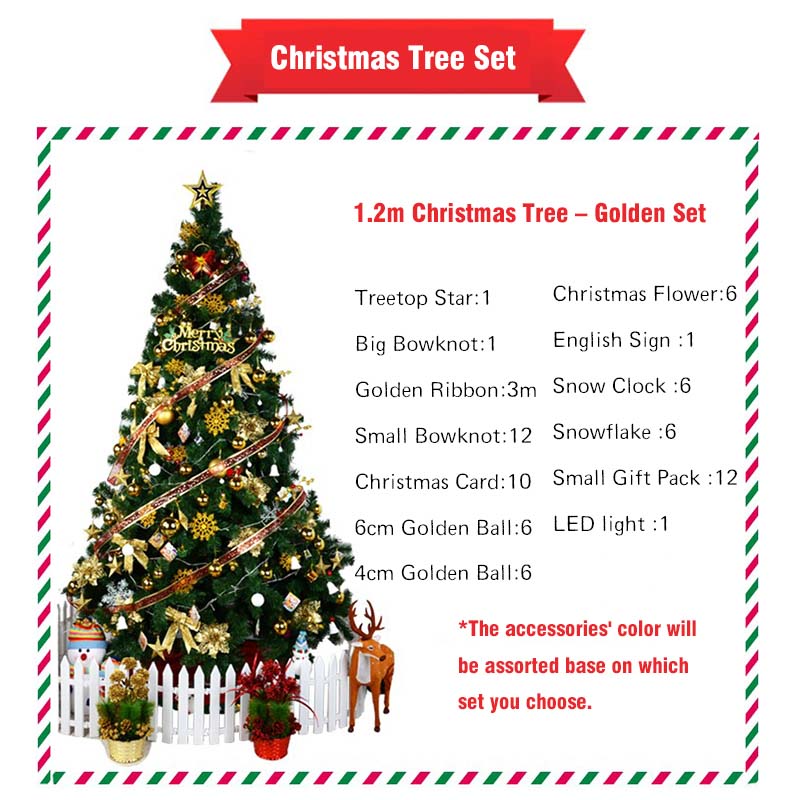 Christmas Tree Set
1.2m Christmas Tree – Golden Set
Merry
Christmas
Treetop Star:1
Big Bowknot:1
Golden Ribbon:3m
Small Bowknot:12
Christmas Card:10
6cm Golden Ball:6
4cm Golden Ball:6
Christmas Flower:6
English Sign :1
Snow Clock :6
Snowflake :6
Small Gift Pack :12
LED light :1
*The accessories' color will
be assorted base on which
set you choose.